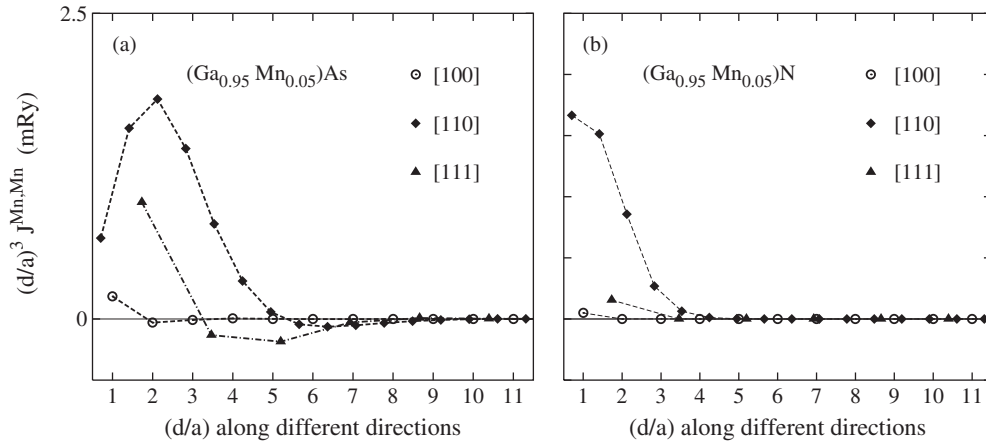 2.5
0
(d/a)³ J^Mn,Mn (mRy)
(a)
(Ga₀.₉₅ Mn₀.₀₅)As
[100]
[110]
[111]
1 2 3 4 5 6 7 8 9 10 11
(d/a) along different directions
(b)
(Ga₀.₉₅ Mn₀.₀₅)N
[100]
[110]
[111]
1 2 3 4 5 6 7 8 9 10 11
(d/a) along different directions